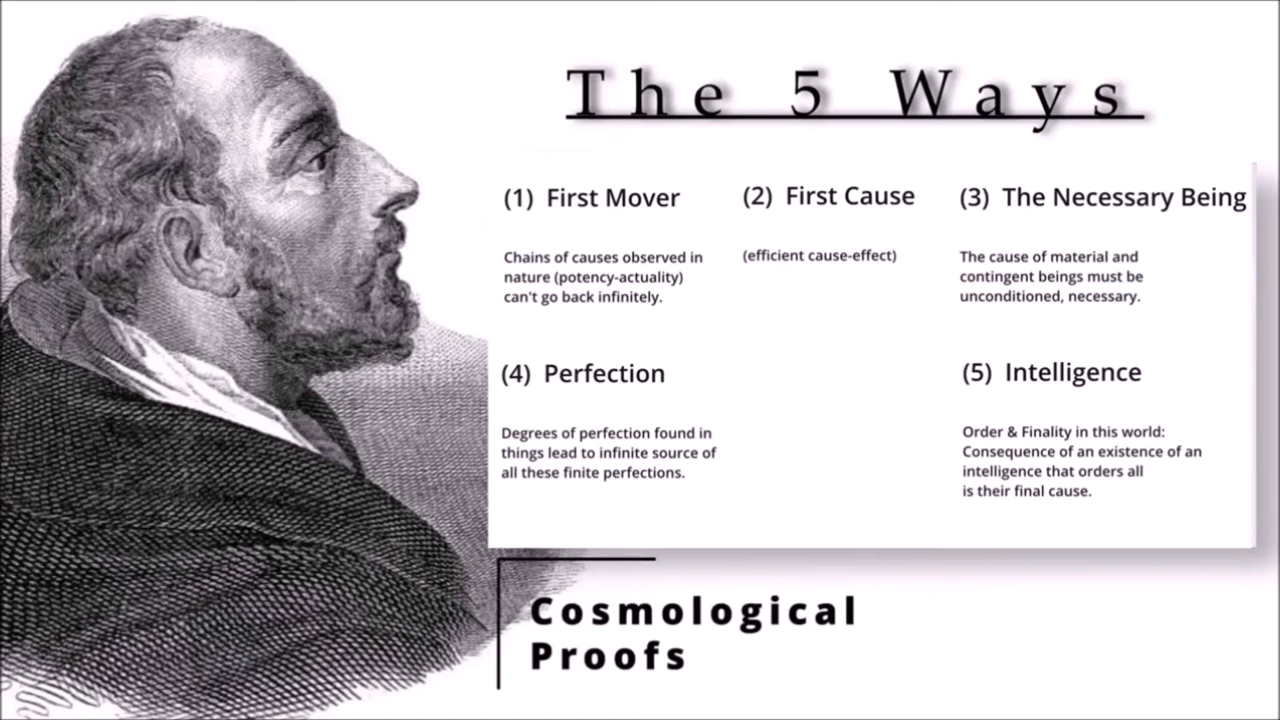 The 5 Ways
(1) First Mover
Chains of causes observed in
nature (potency-actuality)
can't go back infinitely.
(2) First Cause
(efficient cause-effect)
(3) The Necessary Being
The cause of material and
contingent beings must be
unconditioned, necessary.
(4) Perfection
Degrees of perfection found in
things lead to infinite source of
all these finite perfections.
(5) Intelligence
Order & Finality in this world:
Consequence of an existence of an
intelligence that orders all
is their final cause.
Cosmological
Proofs